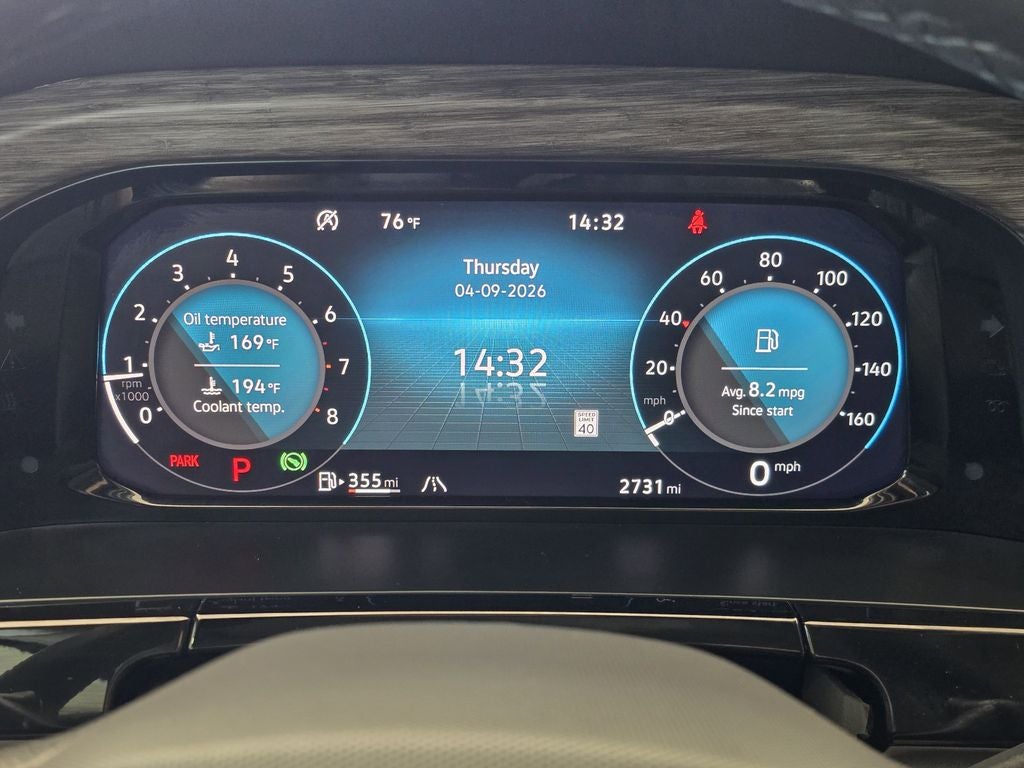 76°F
14:32
Thursday
04-09-2026
14:32
SPEED
LIMIT
40
0
1
2
3
4
5
6
7
8
rpm
x1000
Oil temperature
169°F
194°F
Coolant temp.
PARK
P
355 mi
2731 mi
0
20
40
60
80
100
120
140
160
mph
Avg. 8.2 mpg
Since start
0 mph